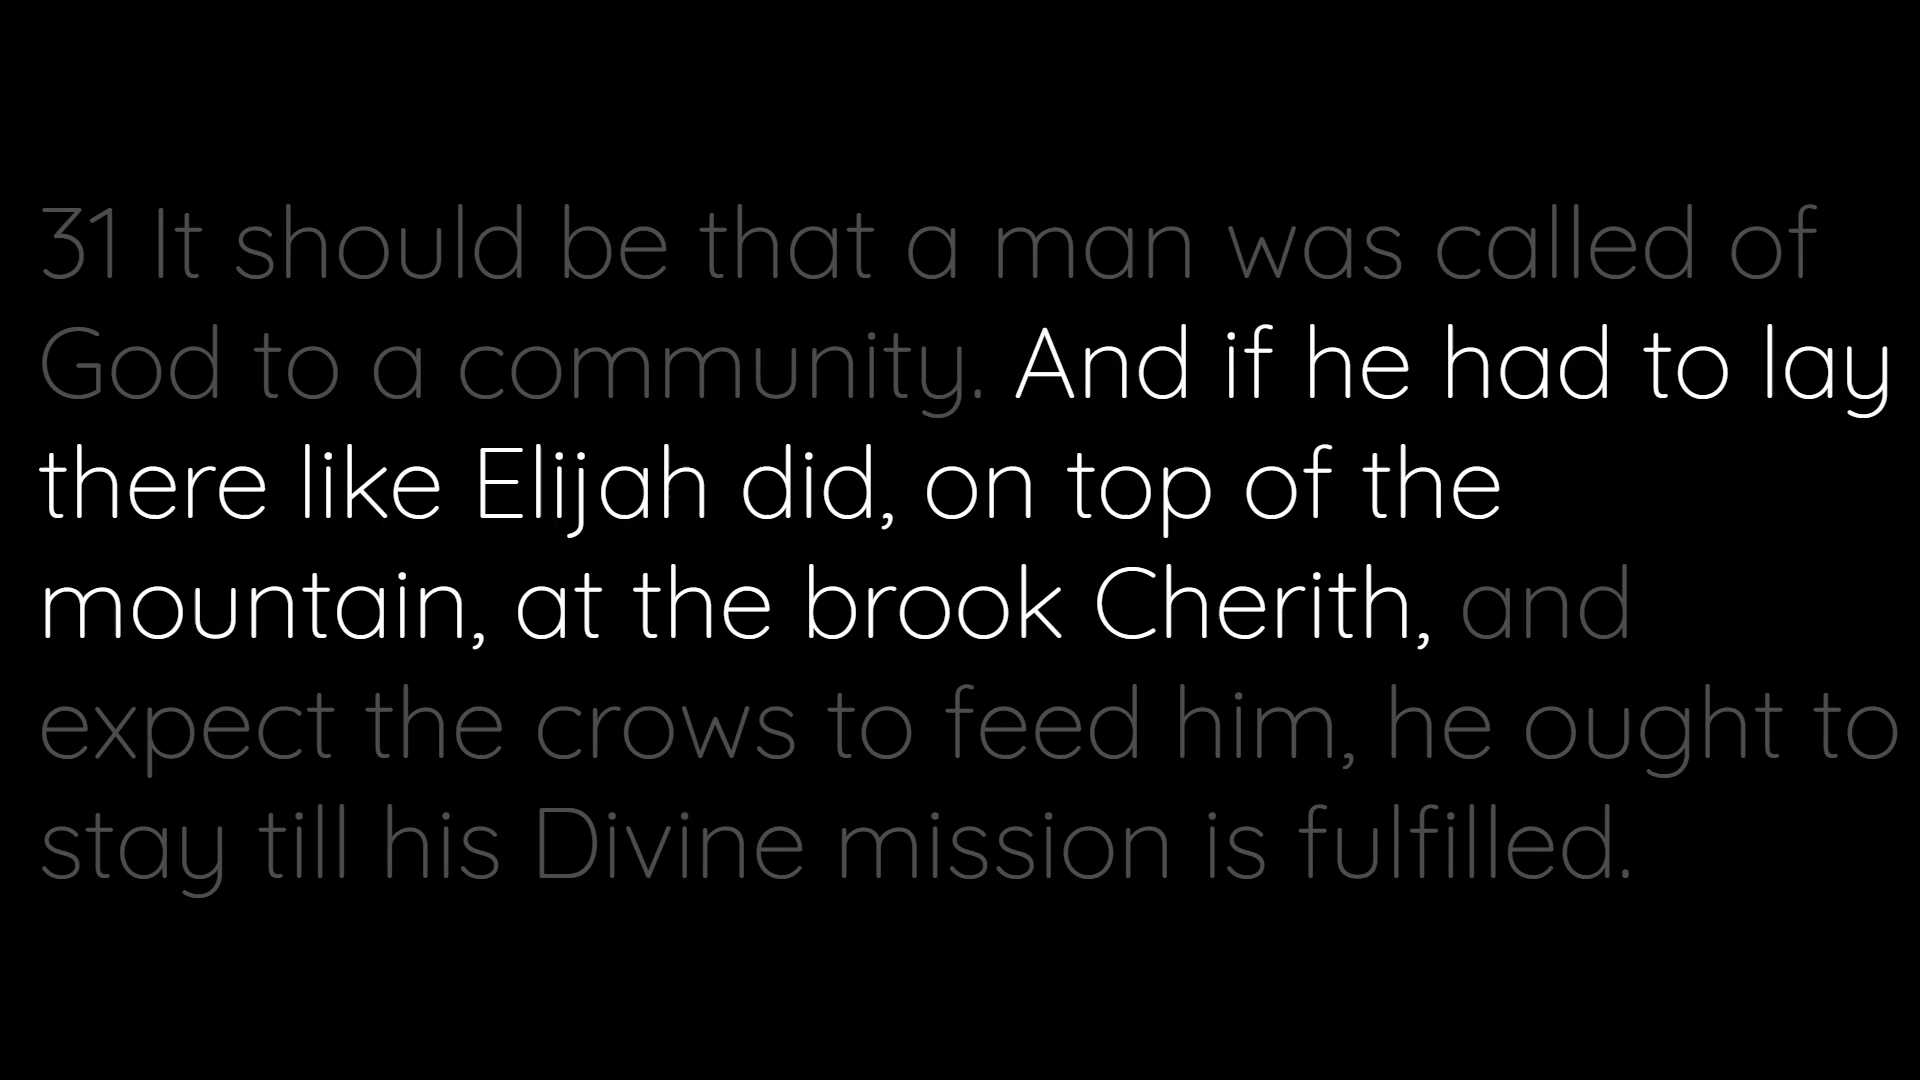 31 It should be that a man was called of
God to a community. And if he had to lay
there like Elijah did, on top of the
mountain, at the brook Cherith, and
expect the crows to feed him, he ought to
stay till his Divine mission is fulfilled.